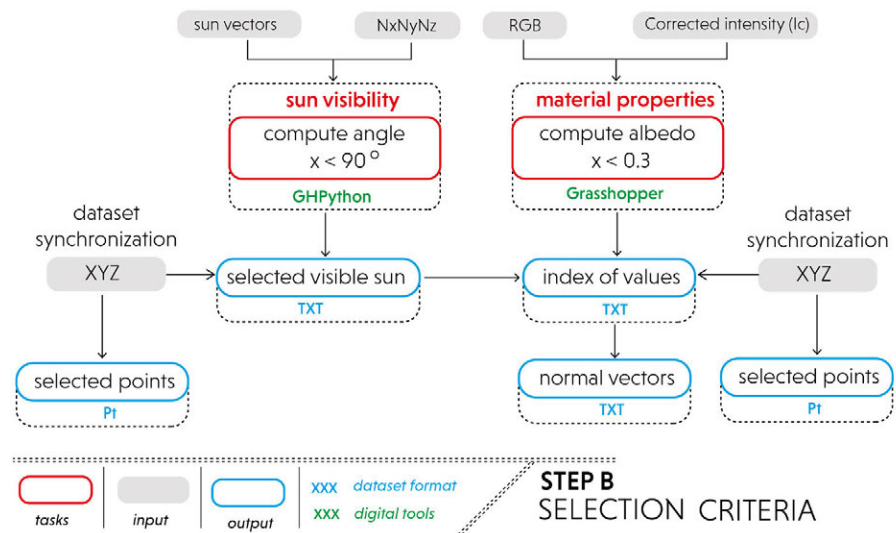 sun vectors
NxNyNz
RGB
Corrected intensity (Ic)
sun visibility
compute angle
x < 90 °
GHPython
material properties
compute albedo
x < 0.3
Grasshopper
dataset
synchronization
XYZ
selected visible sun
TXT
index of values
TXT
dataset
synchronization
XYZ
selected points
Pt
normal vectors
TXT
selected points
Pt
tasks
input
output
XXX dataset format
XXX digital tools
STEP B
SELECTION CRITERIA